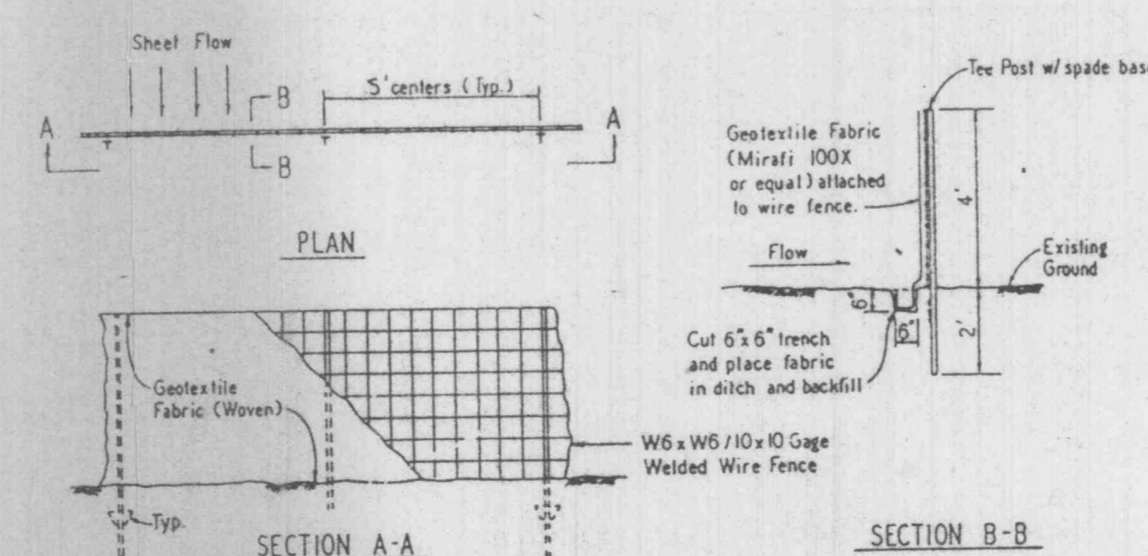 Sheet Flow
B
5' centers (Typ.)
A
A
B
PLAN
Tee Post w/ spade base
Geotextile Fabric
(Mirafi 100X
or equal) attached
to wire fence.
4'
Flow
Existing
Ground
6"
6"
2'
Cut 6"x 6" trench
and place fabric
in ditch and backfill
Geotextile
Fabric (Woven)
W6 x W6 / 10 x 10 Gage
Welded Wire Fence
Typ.
SECTION A-A
SECTION B-B